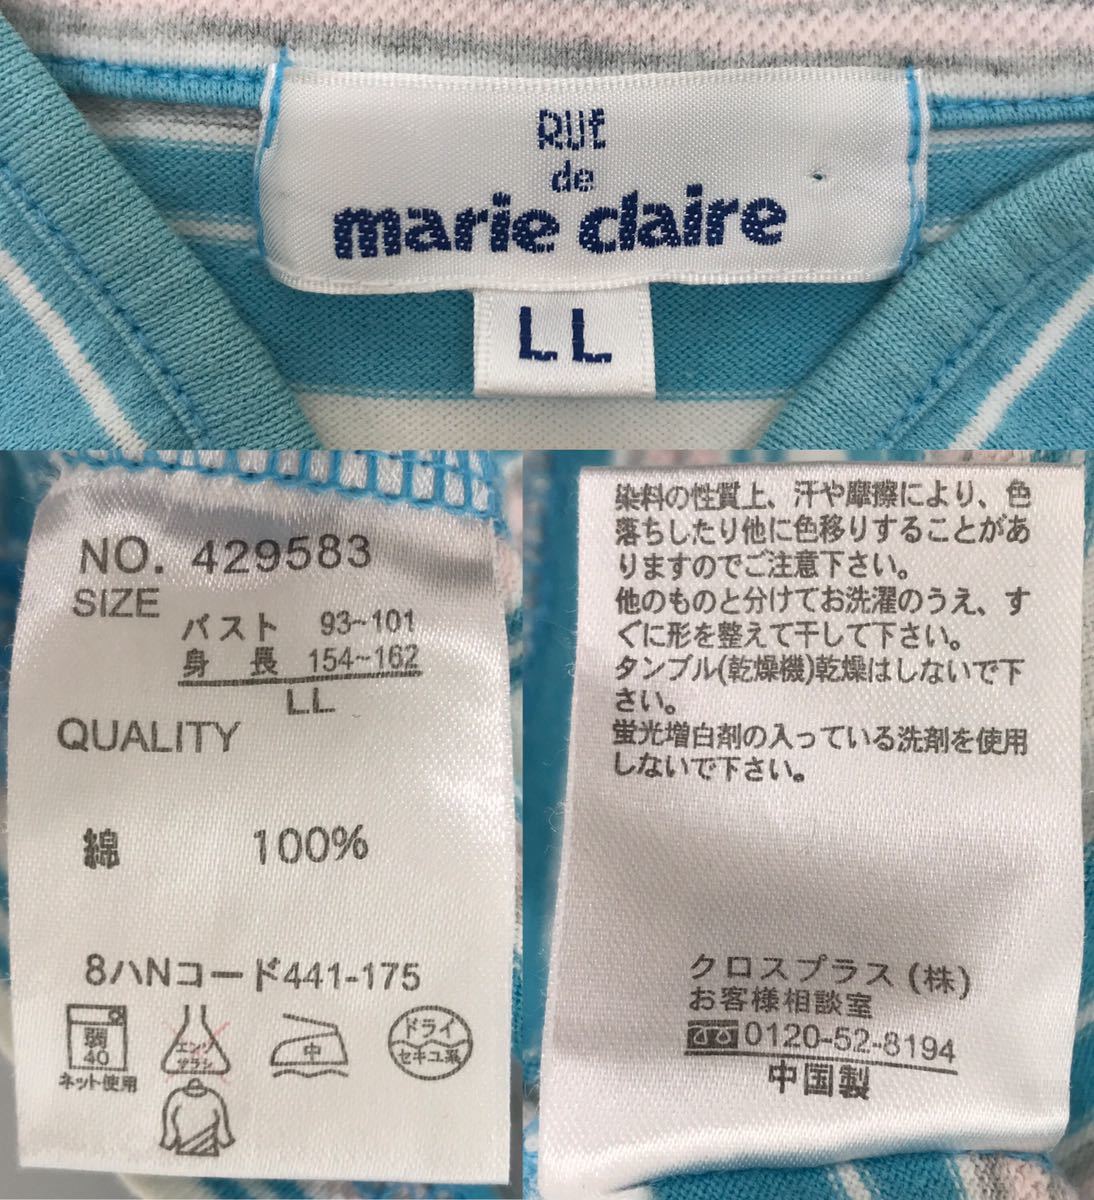 RUE
de
marie claire
LL
NO. 429583
SIZE
バスト 93~101
身 長 154~162
LL
QUALITY
綿 100%
8ハNコード441-175
弱
40
ネット使用
エンソ
サラシ
中
ドライ
セキユ系
染料の性質上、汗や摩擦により、色
落ちしたり他に色移りすることがあ
りますのでご注意下さい。
他のものと分けてお洗濯のうえ、す
ぐに形を整えて干して下さい。
タンブル(乾燥機)乾燥はしないで下
さい。
蛍光増白剤の入っている洗剤を使用
しないで下さい。
クロスプラス(株)
お客様相談室
0120-52-8194
中国製